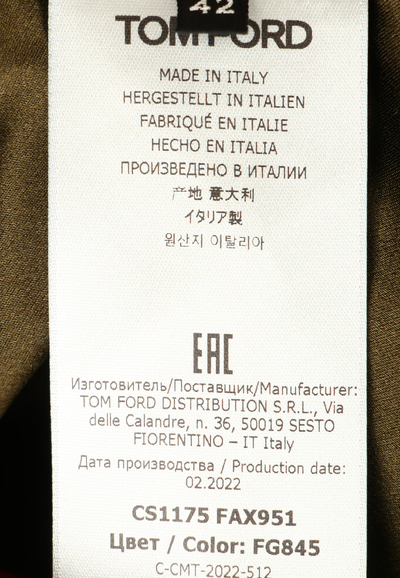 42
TOM FORD
MADE IN ITALY
HERGESTELLT IN ITALIEN
FABRIQUÉ EN ITALIE
HECHO EN ITALIA
ПРОИЗВЕДЕНО В ИТАЛИИ
产地 意大利
イタリア製
원산지 이탈리아
EAC
Изготовитель/Поставщик/Manufacturer:
TOM FORD DISTRIBUTION S.R.L., Via
delle Calandre, n. 36, 50019 SESTO
FIORENTINO – IT Italy
Дата производства / Production date:
02.2022
CS1175 FAX951
Цвет / Color: FG845
C-CMT-2022-512